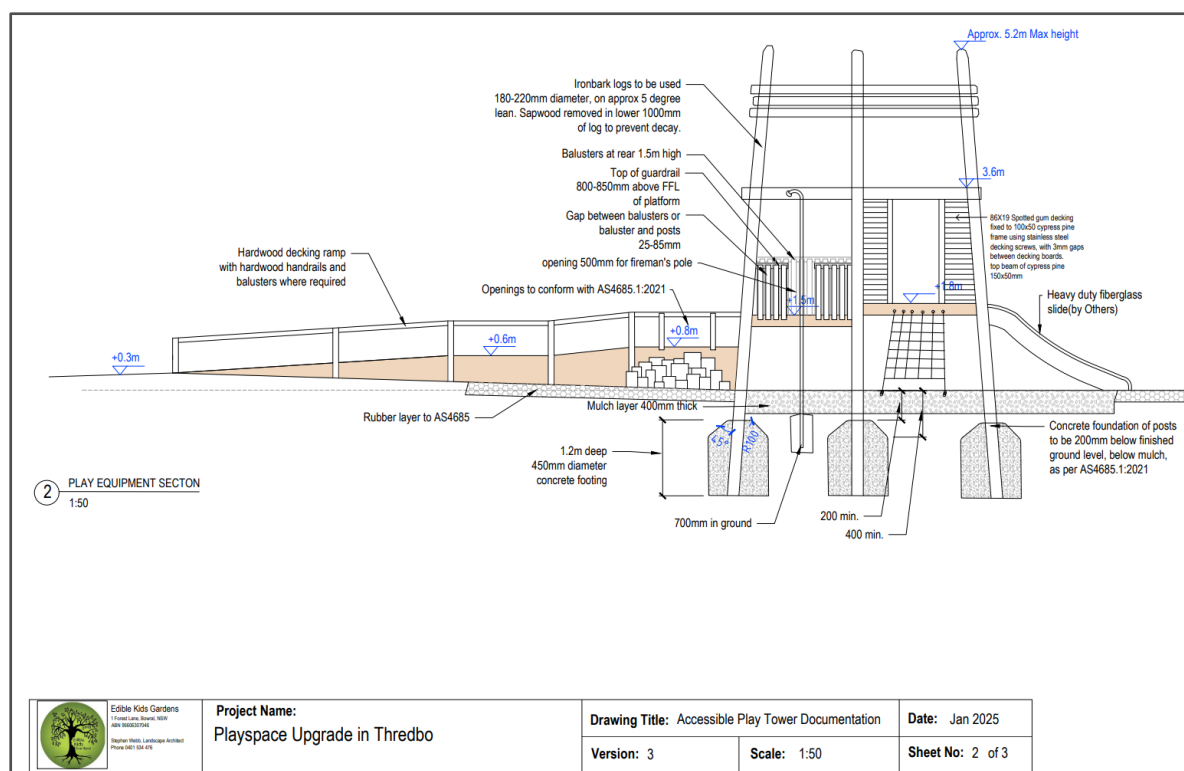 Approx. 5.2m Max height
Ironbark logs to be used
180-220mm diameter, on approx 5 degree
lean. Sapwood removed in lower 1000mm
of log to prevent decay.
Balusters at rear 1.5m high
Top of guardrail
800-850mm above FFL
of platform
Gap between balusters or
baluster and posts
25-85mm
opening 500mm for fireman's pole
Openings to conform with AS4685.1:2021
Hardwood decking ramp
with hardwood handrails and
balusters where required
3.6m
86X19 Spotted gum decking
fixed to 100x50 cypress pine
frame using stainless steel
decking screws, with 3mm gaps
between decking boards.
top beam of cypress pine
150x50mm
Heavy duty fiberglass
slide(by Others)
+0.3m
+0.6m
+0.8m
+1.5m
+1.8m
Rubber layer to AS4685
Mulch layer 400mm thick
1.2m deep
450mm diameter
concrete footing
45°
R100
Concrete foundation of posts
to be 200mm below finished
ground level, below mulch,
as per AS4685.1:2021
700mm in ground
200 min.
400 min.
2
PLAY EQUIPMENT SECTON
1:50
Edible Kids Gardens
1 Forest Lane, Bowral, NSW
Stephen Webb, Landscape Architect
Project Name:
Playspace Upgrade in Thredbo
Drawing Title: Accessible Play Tower Documentation
Date: Jan 2025
Version: 3
Scale: 1:50
Sheet No: 2 of 3